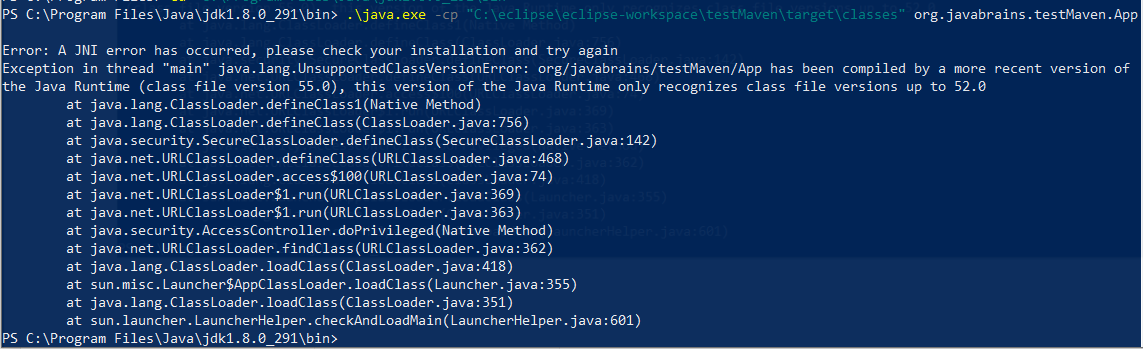 PS C:\Program Files\Java\jdk1.8.0_291\bin> .\java.exe -cp "C:\eclipse\eclipse-workspace\testMaven\target\classes" org.javabrains.testMaven.App
Error: A JNI error has occurred, please check your installation and try again
Exception in thread "main" java.lang.UnsupportedClassVersionError: org/javabrains/testMaven/App has been compiled by a more recent version of
the Java Runtime (class file version 55.0), this version of the Java Runtime only recognizes class file versions up to 52.0
at java.lang.ClassLoader.defineClass1(Native Method)
at java.lang.ClassLoader.defineClass(ClassLoader.java:756)
at java.security.SecureClassLoader.defineClass(SecureClassLoader.java:142)
at java.net.URLClassLoader.defineClass(URLClassLoader.java:468)
at java.net.URLClassLoader.access$100(URLClassLoader.java:74)
at java.net.URLClassLoader$1.run(URLClassLoader.java:369)
at java.net.URLClassLoader$1.run(URLClassLoader.java:363)
at java.security.AccessController.doPrivileged(Native Method)
at java.net.URLClassLoader.findClass(URLClassLoader.java:362)
at java.lang.ClassLoader.loadClass(ClassLoader.java:418)
at sun.misc.Launcher$AppClassLoader.loadClass(Launcher.java:355)
at java.lang.ClassLoader.loadClass(ClassLoader.java:351)
at sun.launcher.LauncherHelper.checkAndLoadMain(LauncherHelper.java:601)
PS C:\Program Files\Java\jdk1.8.0_291\bin>